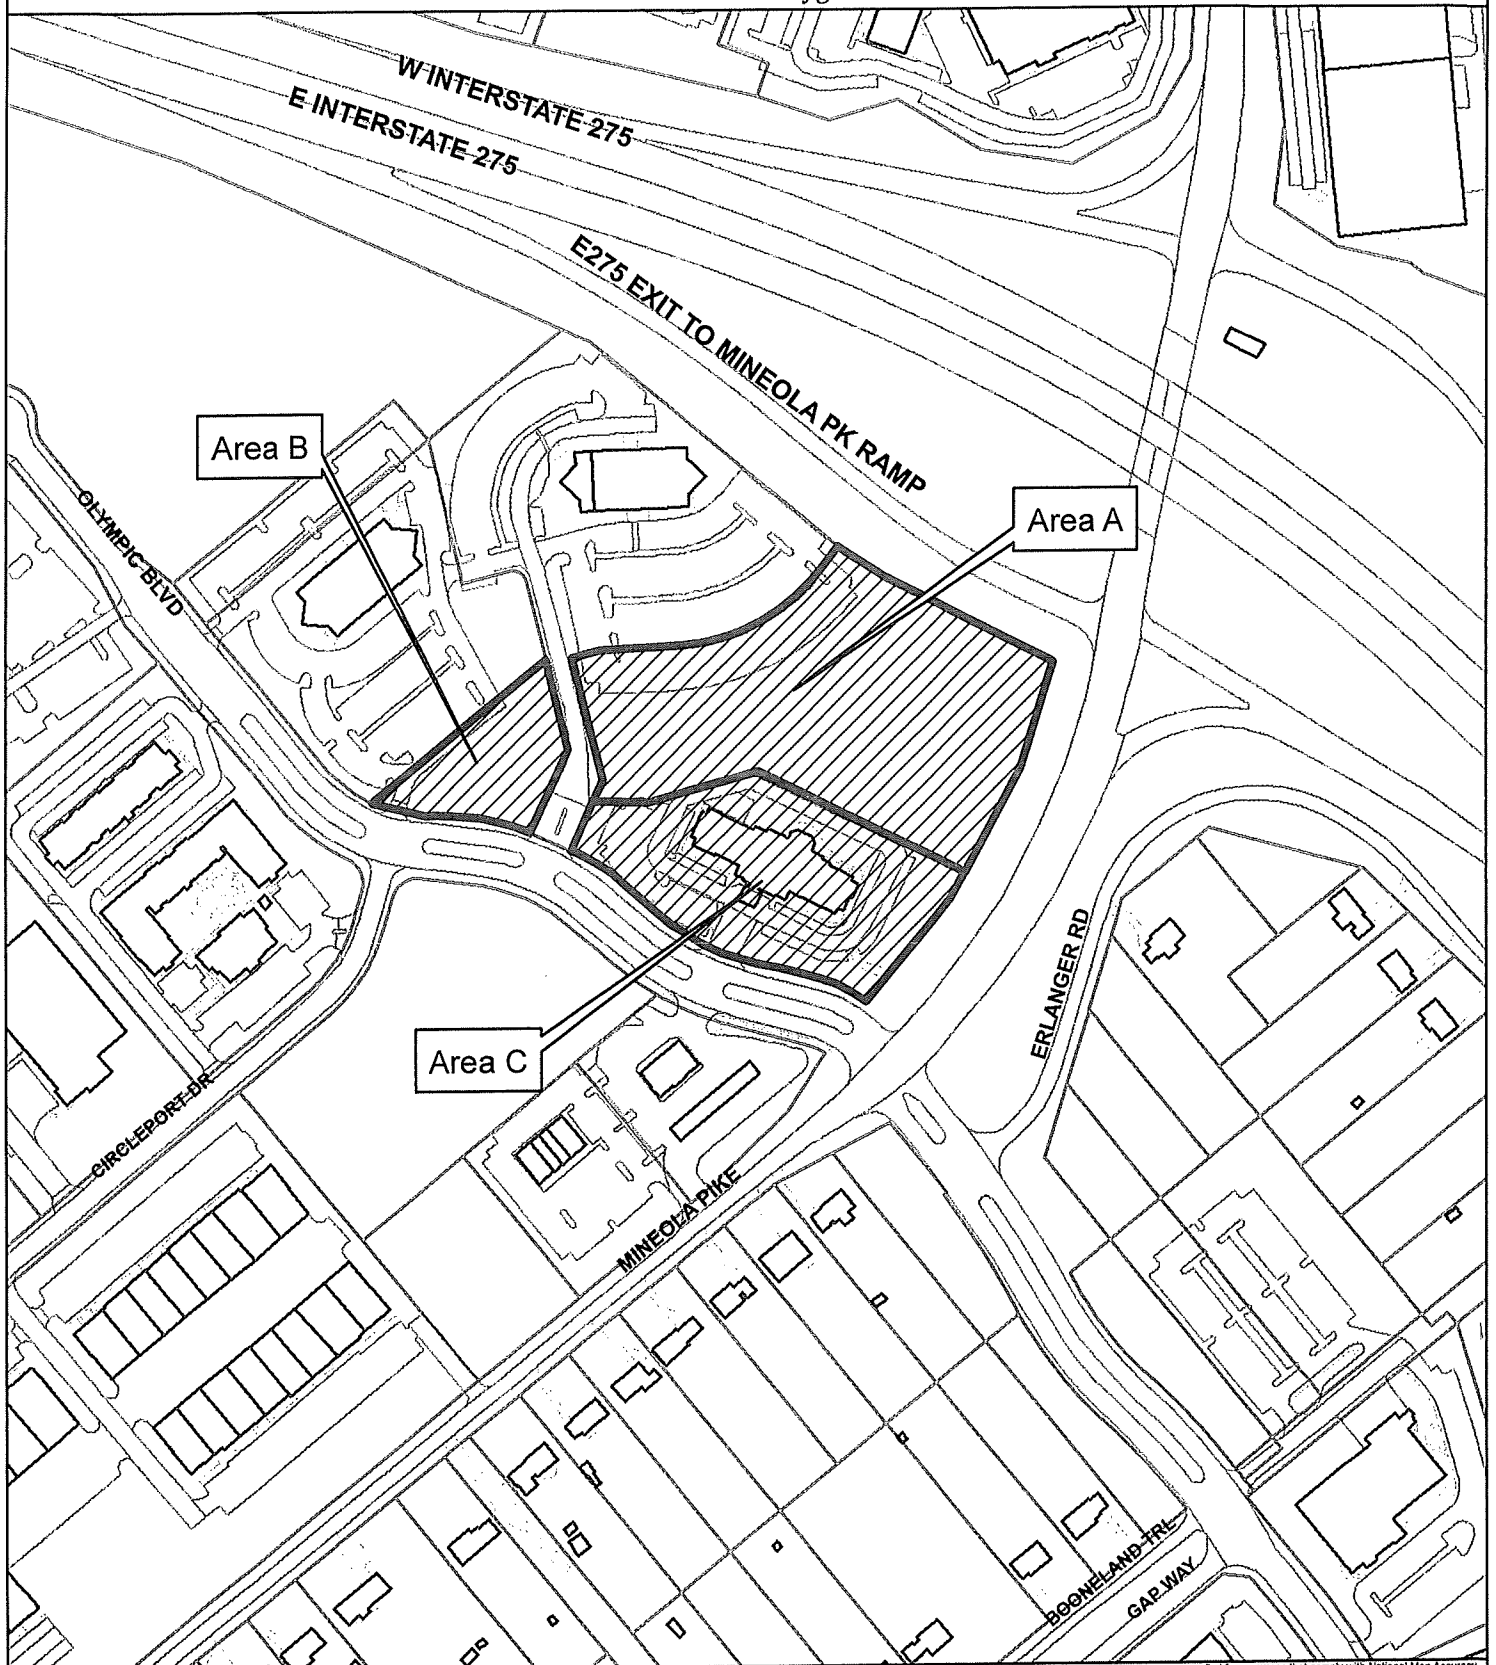 W INTERSTATE 275
E INTERSTATE 275
E275 EXIT TO MINEOLA PK RAMP
Area B
Area A
OLYMPIC BLVD
ERLANGER RD
Area C
CIRCLEPORT DR
MINEOLA PIKE
BOONELAND TRL
GAP WAY